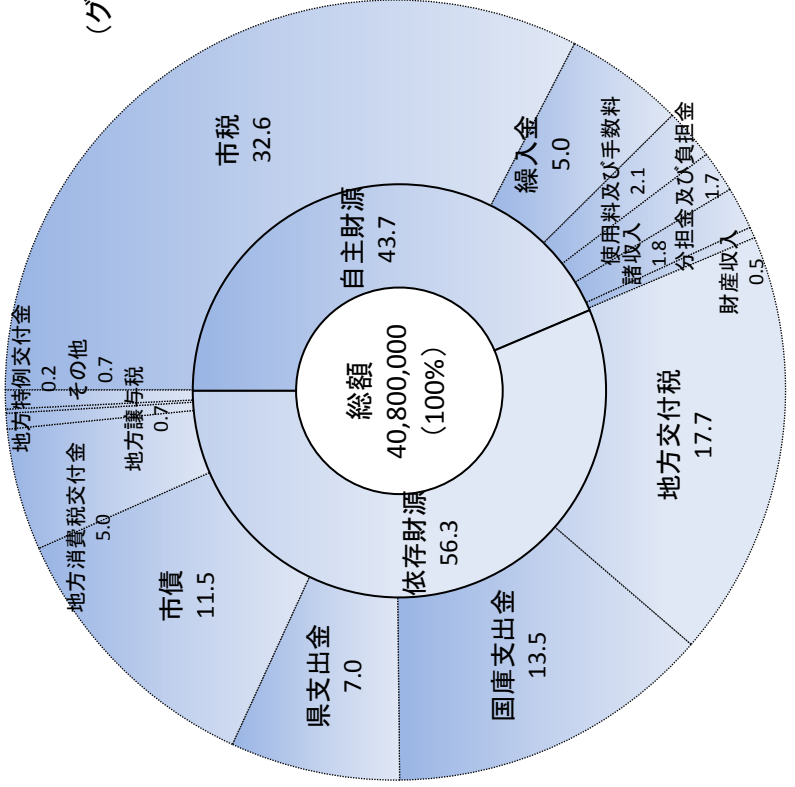 (グ
総額
40,800,000
(100%)
自主財源
43.7
依存財源
56.3
市税
32.6
繰入金
5.0
使用料及び手数料
2.1
諸収入
1.8
分担金及び負担金
1.7
財産収入
0.5
地方交付税
17.7
国庫支出金
13.5
県支出金
7.0
市債
11.5
地方消費税交付金
5.0
地方譲与税
0.7
地方特例交付金
0.2
その他
0.7